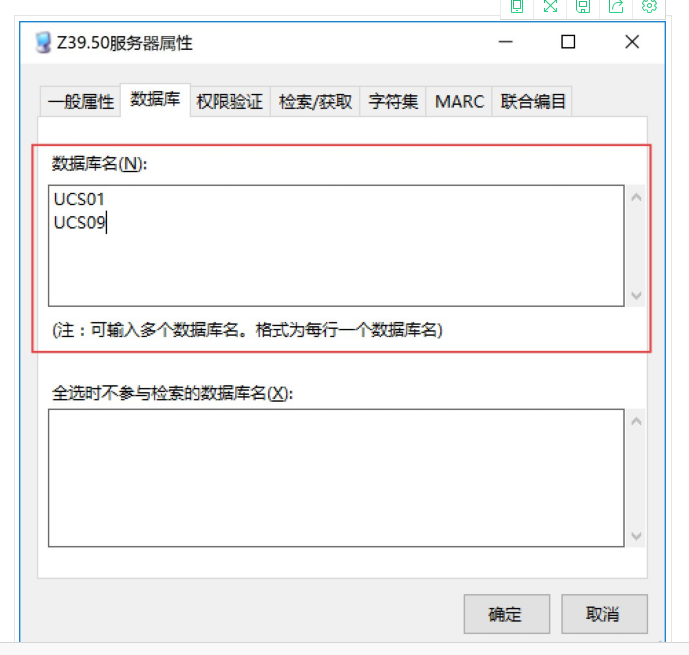 Z39.50服务器属性
一般属性 数据库 权限验证 检索/获取 字符集 MARC 联合编目
数据库名(N):
UCS01
UCS09
(注：可输入多个数据库名。格式为每行一个数据库名)
全选时不参与检索的数据库名(X):
确定 取消